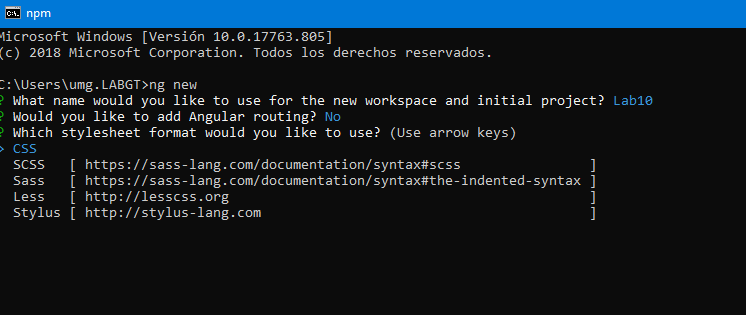 npm
Microsoft Windows [Versión 10.0.17763.805]
(c) 2018 Microsoft Corporation. Todos los derechos reservados.
C:\Users\umg.LABGT>ng new
? What name would you like to use for the new workspace and initial project? Lab10
? Would you like to add Angular routing? No
? Which stylesheet format would you like to use? (Use arrow keys)
> CSS
SCSS   [ https://sass-lang.com/documentation/syntax#scss                ]
Sass   [ https://sass-lang.com/documentation/syntax#the-indented-syntax ]
Less   [ http://lesscss.org                                             ]
Stylus [ http://stylus-lang.com                                         ]